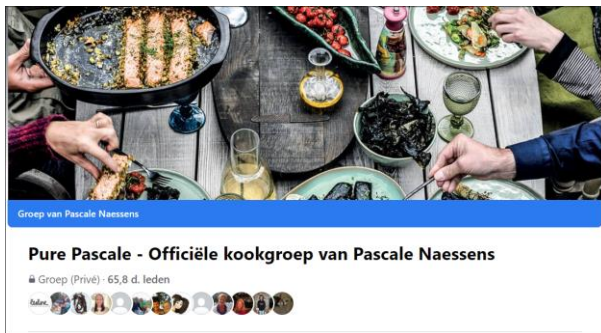 Groep van Pascale Naessens
Pure Pascale - Officiële kookgroep van Pascale Naessens
Groep (Privé) · 65,8 d. leden